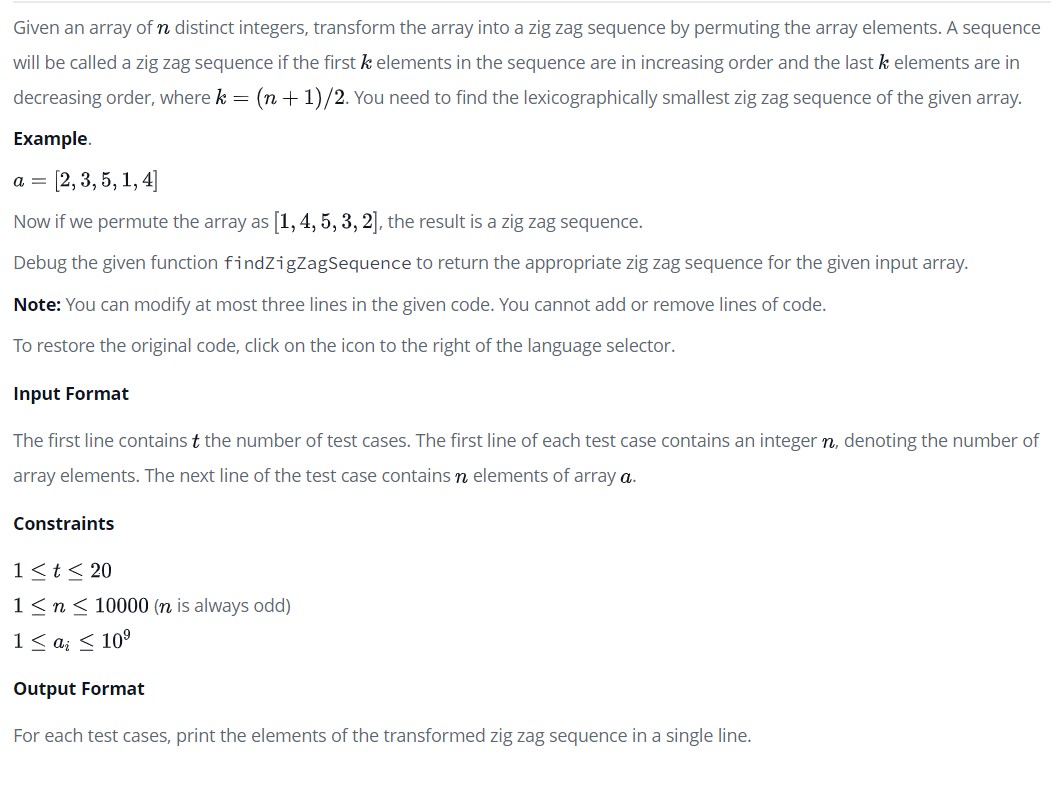 Given an array of n distinct integers, transform the array into a zig zag sequence by permuting the array elements. A sequence
will be called a zig zag sequence if the first k elements in the sequence are in increasing order and the last k elements are in
decreasing order, where k = (n + 1)/2. You need to find the lexicographically smallest zig zag sequence of the given array.
Example.
a = [2, 3, 5, 1, 4]
Now if we permute the array as [1, 4, 5, 3, 2], the result is a zig zag sequence.
Debug the given function findZigZagSequence to return the appropriate zig zag sequence for the given input array.
Note: You can modify at most three lines in the given code. You cannot add or remove lines of code.
To restore the original code, click on the icon to the right of the language selector.
Input Format
The first line contains t the number of test cases. The first line of each test case contains an integer n, denoting the number of
array elements. The next line of the test case contains n elements of array a.
Constraints
1 ≤ t ≤ 20
1 ≤ n ≤ 10000 (n is always odd)
1 ≤ aᵢ ≤ 10⁹
Output Format
For each test cases, print the elements of the transformed zig zag sequence in a single line.